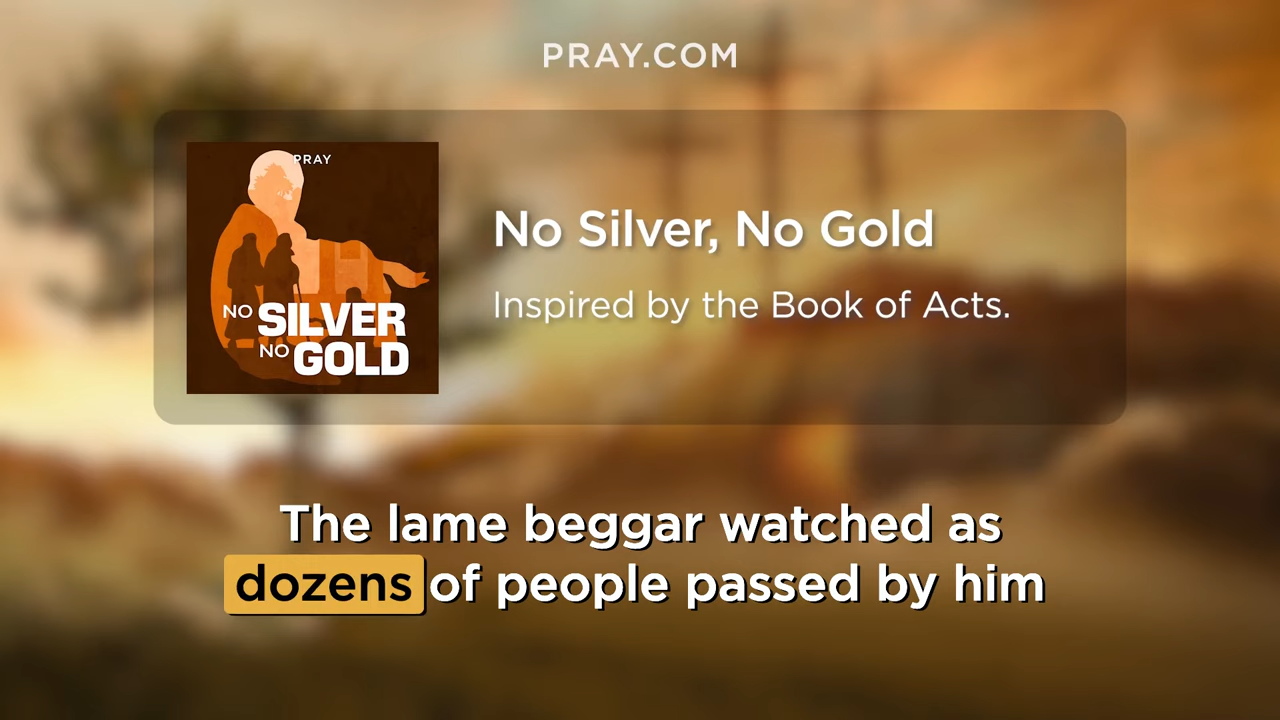 PRAY.COM
PRAY
NO SILVER
NO GOLD
No Silver, No Gold
Inspired by the Book of Acts.
The lame beggar watched as
dozens of people passed by him